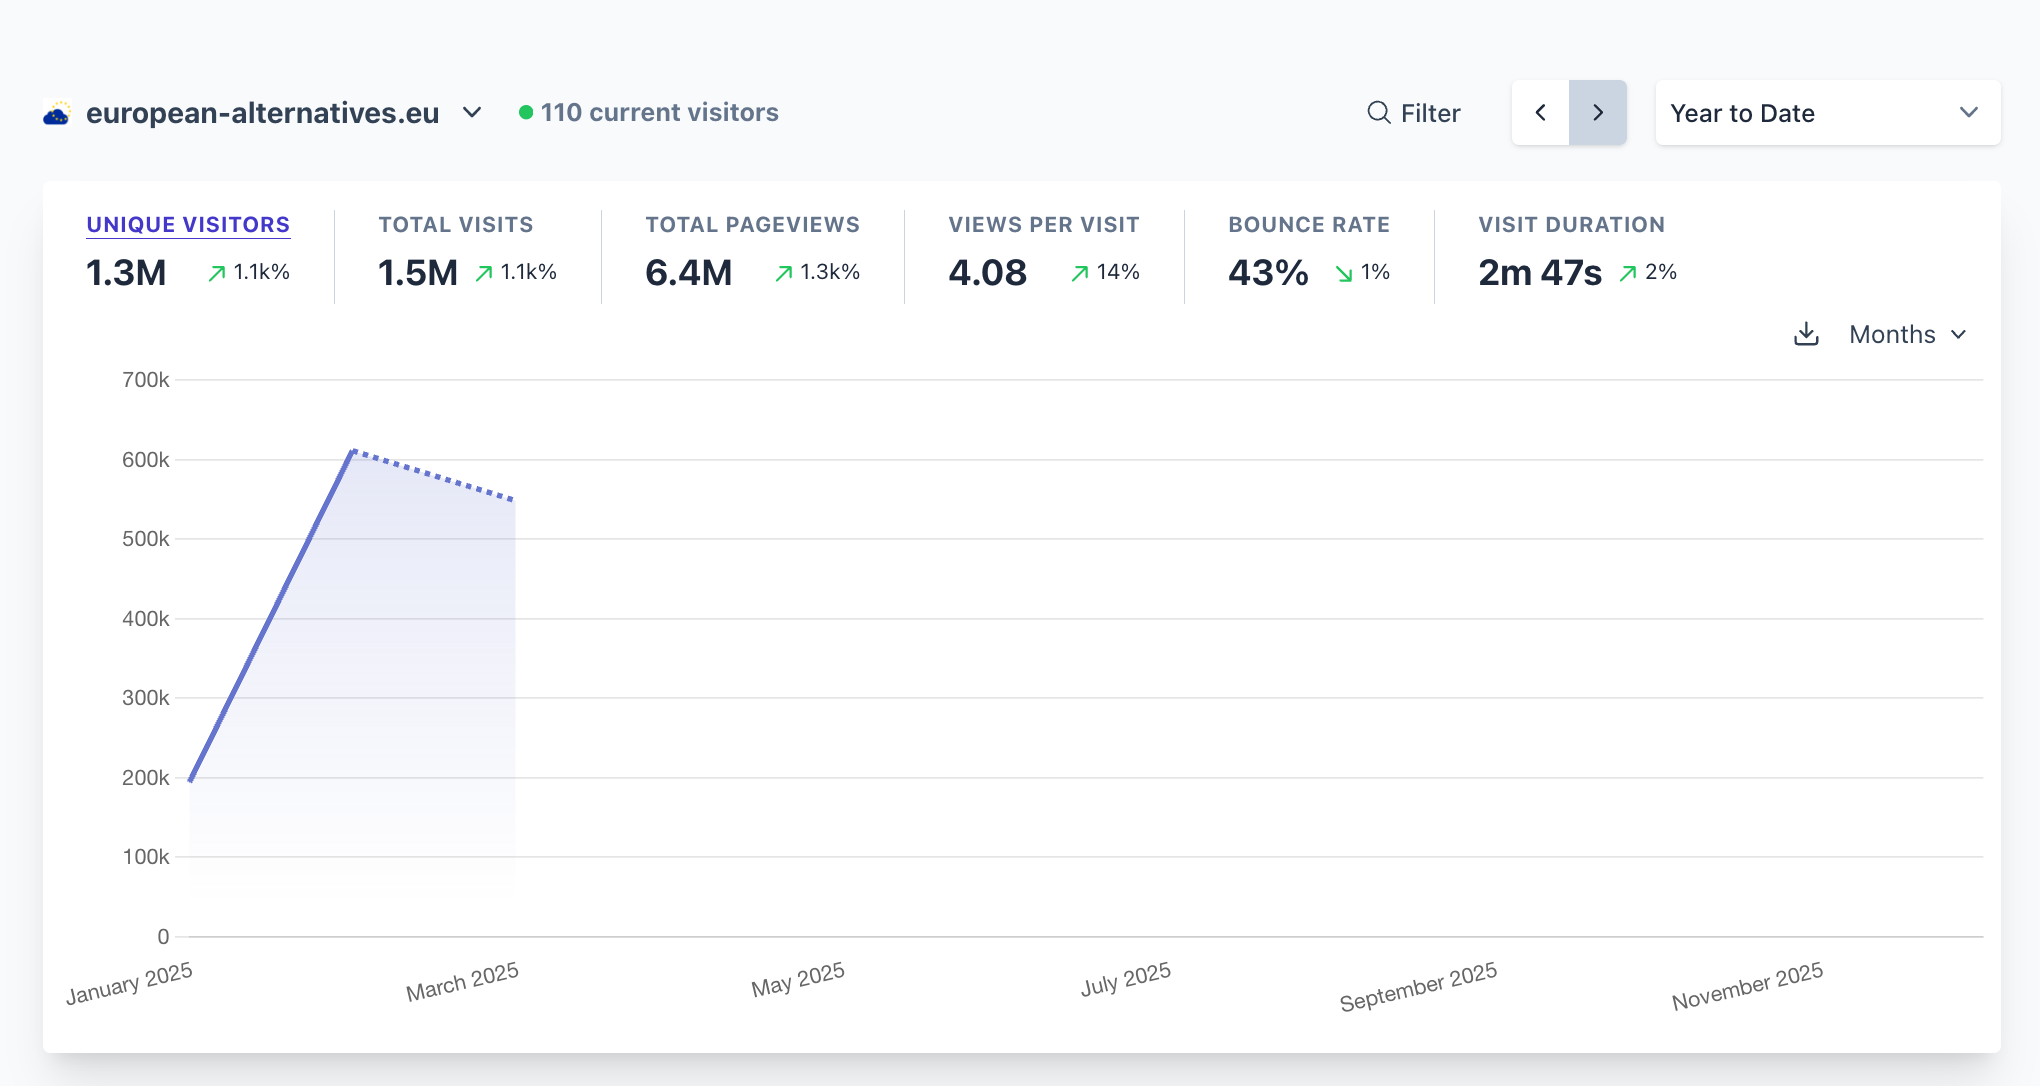 european-alternatives.eu
110 current visitors
Filter
Year to Date
UNIQUE VISITORS
1.3M 1.1k%
TOTAL VISITS
1.5M 1.1k%
TOTAL PAGEVIEWS
6.4M 1.3k%
VIEWS PER VISIT
4.08 14%
BOUNCE RATE
43% 1%
VISIT DURATION
2m 47s 2%
Months
700k
600k
500k
400k
300k
200k
100k
0
January 2025
March 2025
May 2025
July 2025
September 2025
November 2025